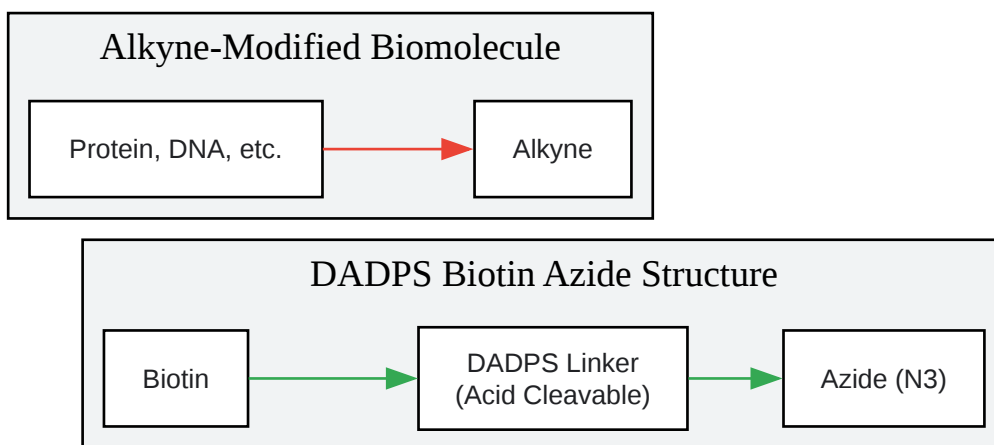 Alkyne-Modified Biomolecule
Protein, DNA, etc.
Alkyne
DADPS Biotin Azide Structure
Biotin
DADPS Linker
(Acid Cleavable)
Azide (N3)